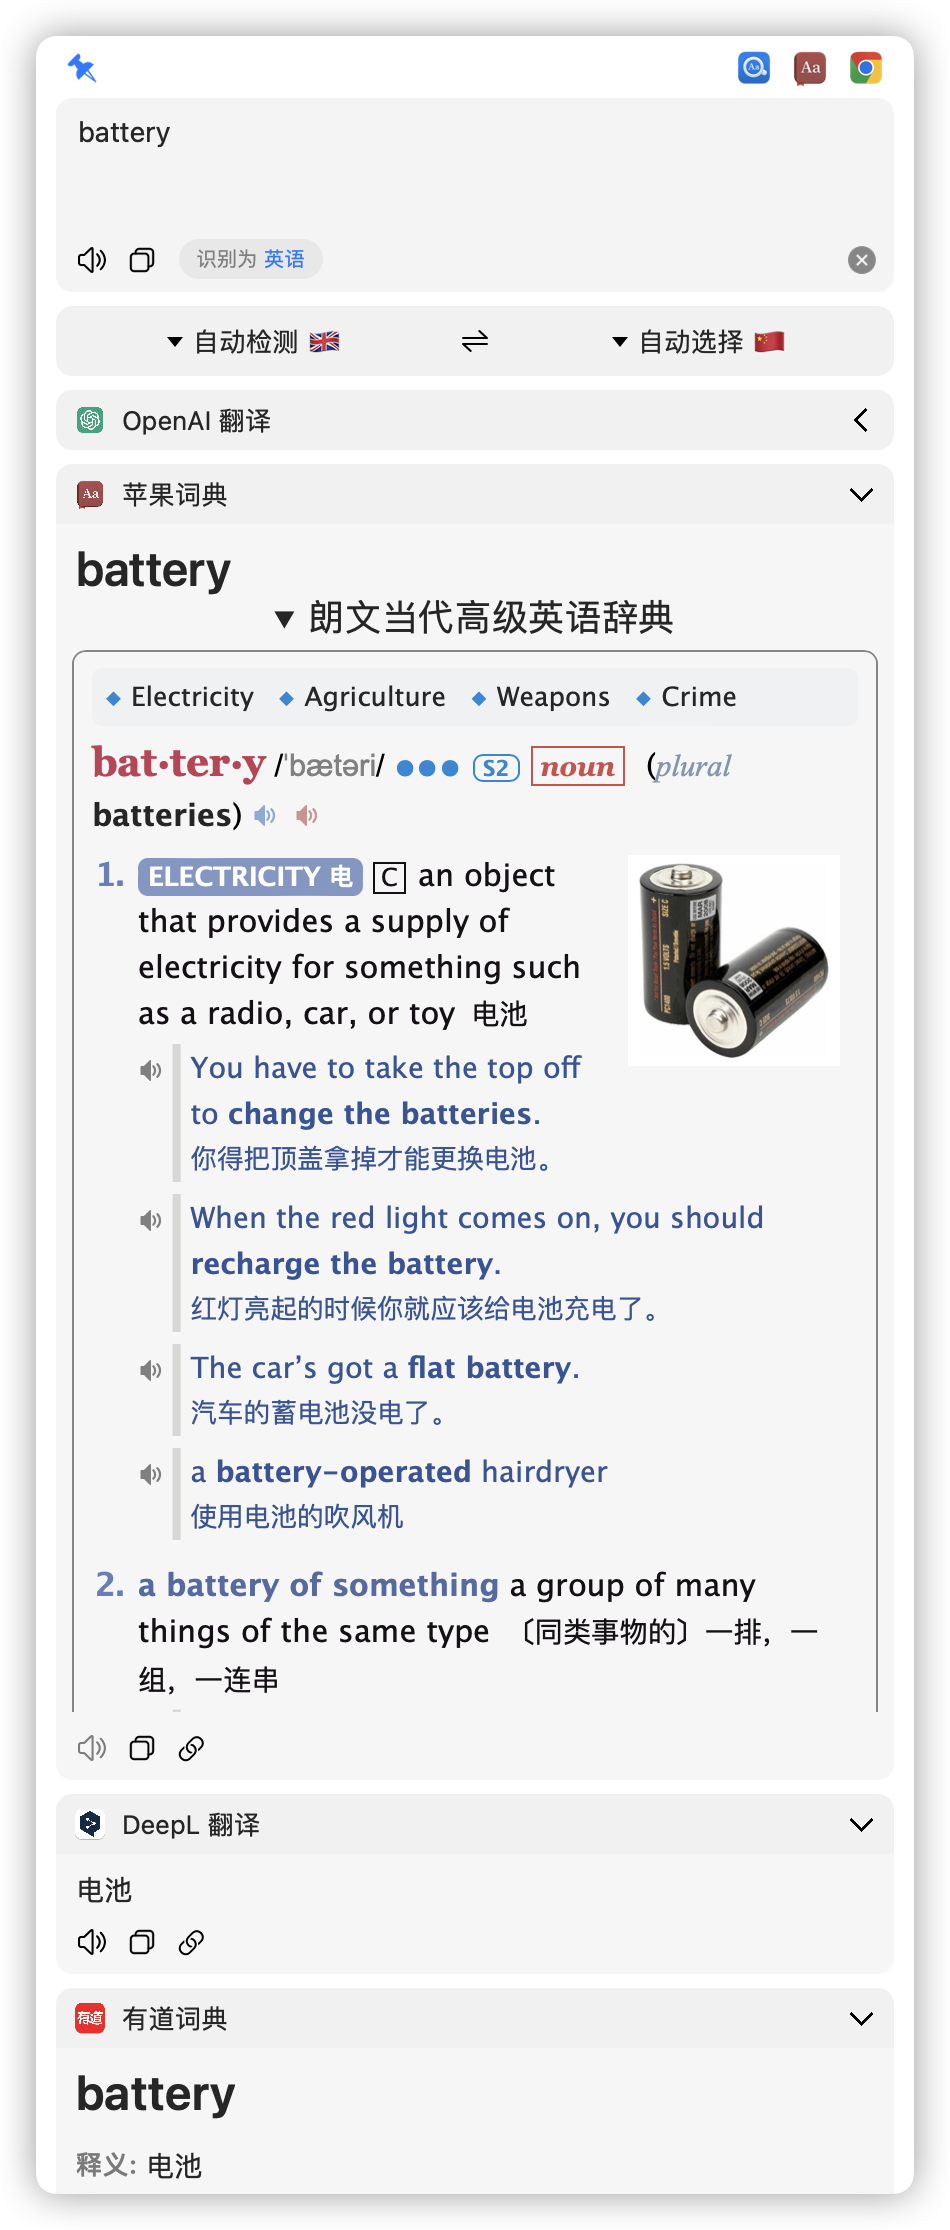 Aa
Aa
battery
识别为 英语
▼ 自动检测 🇬🇧 ⇌ ▼ 自动选择 🇨🇳
OpenAI 翻译
Aa 苹果词典
battery
▼ 朗文当代高级英语辞典
◆ Electricity ◆ Agriculture ◆ Weapons ◆ Crime
bat·ter·y /ˈbætəri/ ●●● S2 noun (plural
batteries)
1. ELECTRICITY 电 C an object
that provides a supply of
electricity for something such
as a radio, car, or toy 电池
SIZE C
1.5 VOLTS
You have to take the top off
to change the batteries.
你得把顶盖拿掉才能更换电池。
When the red light comes on, you should
recharge the battery.
红灯亮起的时候你就应该给电池充电了。
The car’s got a flat battery.
汽车的蓄电池没电了。
a battery-operated hairdryer
使用电池的吹风机
2. a battery of something a group of many
things of the same type 〔同类事物的〕一排，一
组，一连串
DeepL 翻译
电池
有道 有道词典
battery
释义: 电池